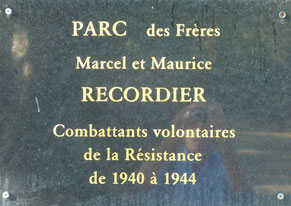 PARC des Frères
Marcel et Maurice
RECORDIER
Combattants volontaires
de la Résistance
de 1940 à 1944